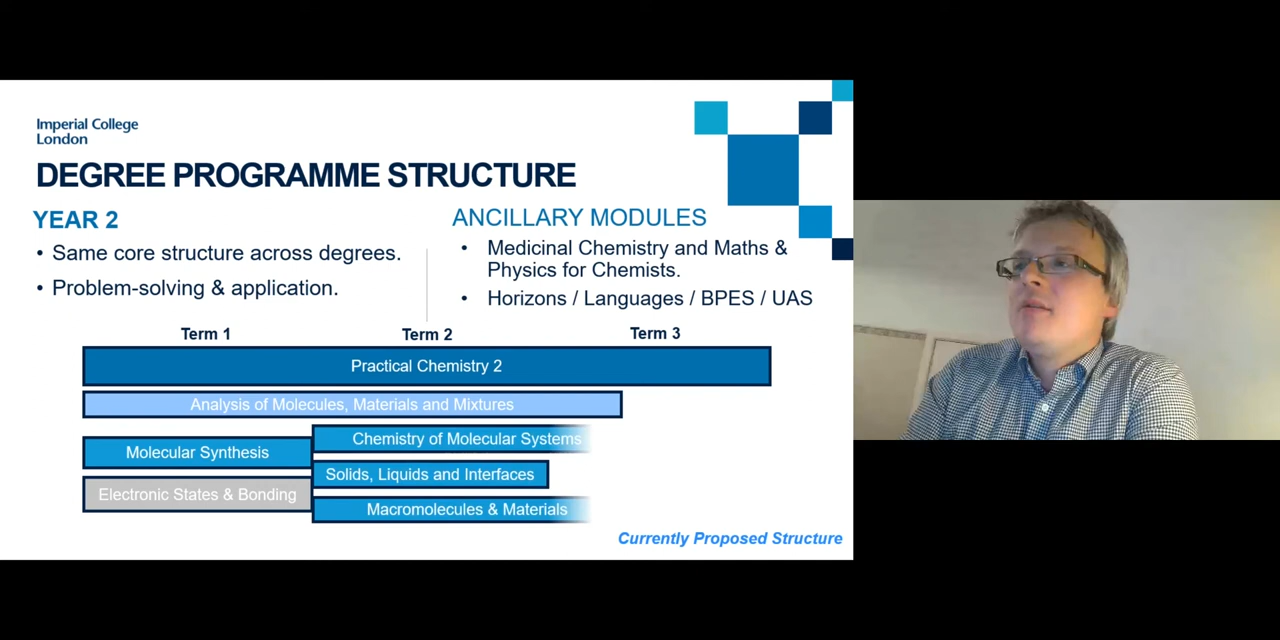 Imperial College
London
DEGREE PROGRAMME STRUCTURE
YEAR 2
• Same core structure across degrees.
• Problem-solving & application.
ANCILLARY MODULES
• Medicinal Chemistry and Maths &
Physics for Chemists.
• Horizons / Languages / BPES / UAS
Term 1
Term 2
Term 3
Practical Chemistry 2
Analysis of Molecules, Materials and Mixtures
Molecular Synthesis
Electronic States & Bonding
Chemistry of Molecular Systems
Solids, Liquids and Interfaces
Macromolecules & Materials
Currently Proposed Structure